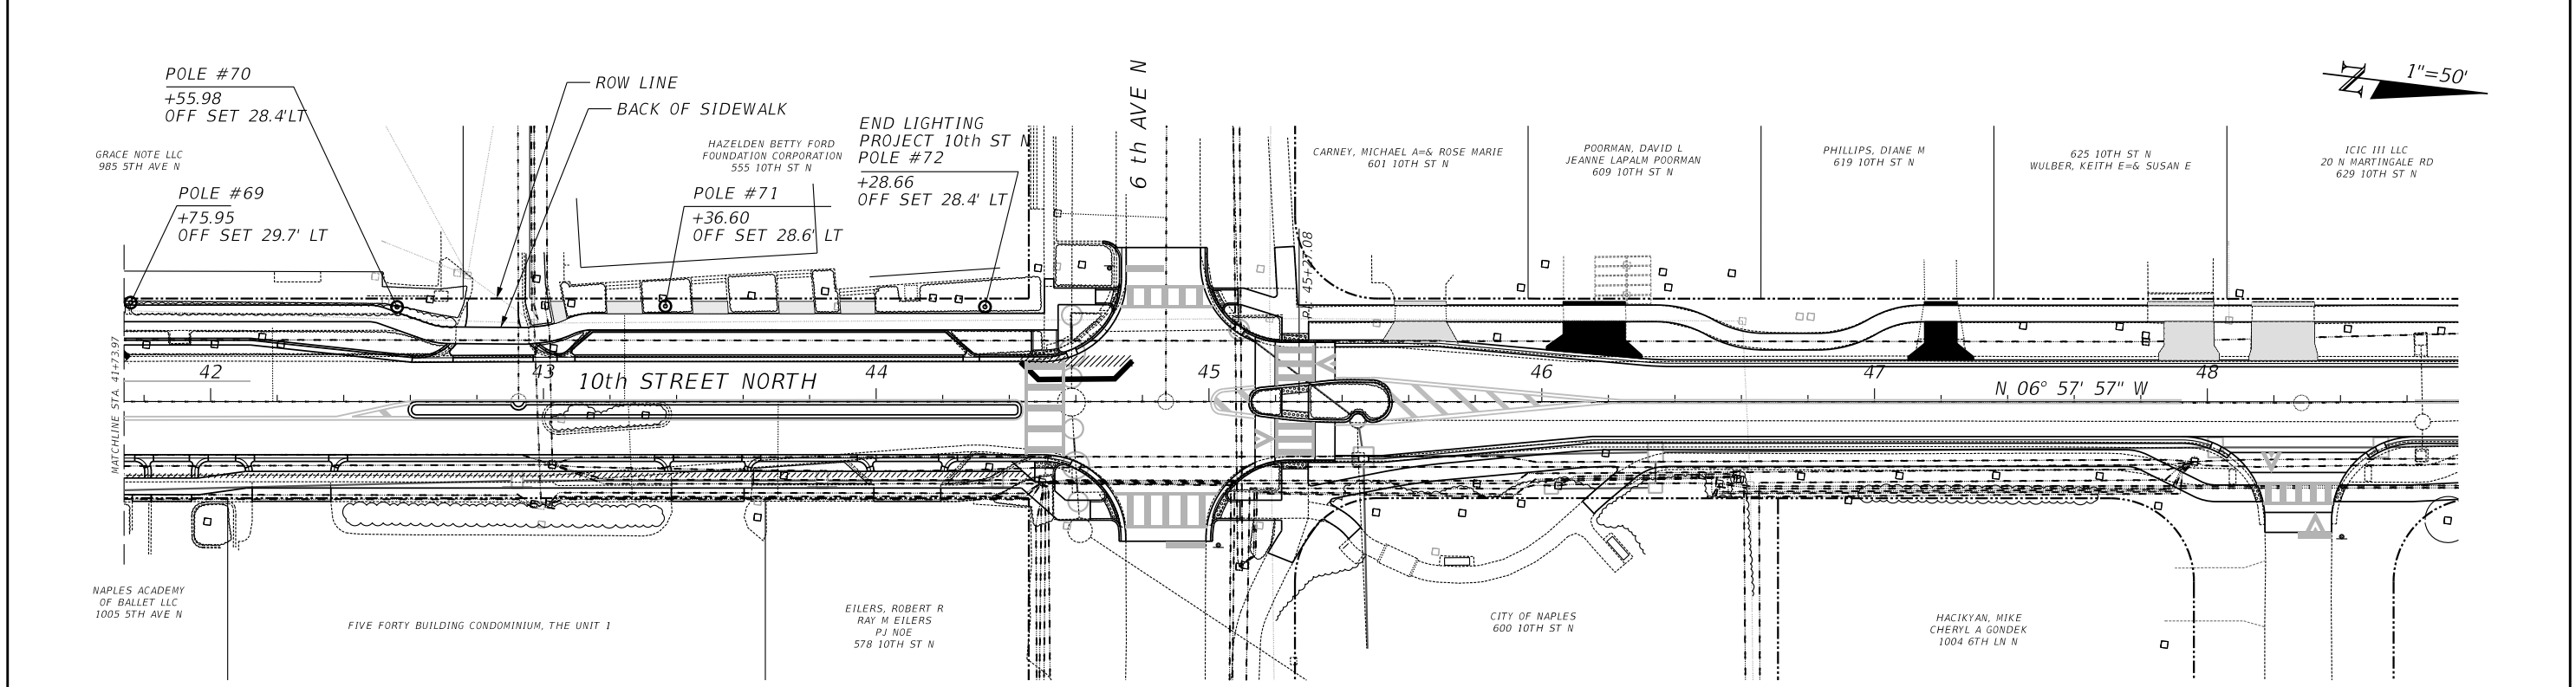 POLE #70
+55.98
OFF SET 28.4'LT
GRACE NOTE LLC
985 5TH AVE N
POLE #69
+75.95
OFF SET 29.7' LT
ROW LINE
BACK OF SIDEWALK
HAZELDEN BETTY FORD
FOUNDATION CORPORATION
555 10TH ST N
POLE #71
+36.60
OFF SET 28.6' LT
END LIGHTING
PROJECT 10th ST N
POLE #72
+28.66
OFF SET 28.4' LT
6 th AVE N
CARNEY, MICHAEL A=& ROSE MARIE
601 10TH ST N
POORMAN, DAVID L
JEANNE LAPALM POORMAN
609 10TH ST N
PHILLIPS, DIANE M
619 10TH ST N
625 10TH ST N
WULBER, KEITH E=& SUSAN E
ICIC III LLC
20 N MARTINGALE RD
629 10TH ST N
N
1"=50'
45+27.08
MATCHLINE STA. 41+73.97
42
43
10th STREET NORTH
44
45
46
47
N 06° 57' 57" W
48
NAPLES ACADEMY
OF BALLET LLC
1005 5TH AVE N
FIVE FORTY BUILDING CONDOMINIUM, THE UNIT 1
EILERS, ROBERT R
RAY M EILERS
PJ NOE
578 10TH ST N
CITY OF NAPLES
600 10TH ST N
HACIKYAN, MIKE
CHERYL A GONDEK
1004 6TH LN N